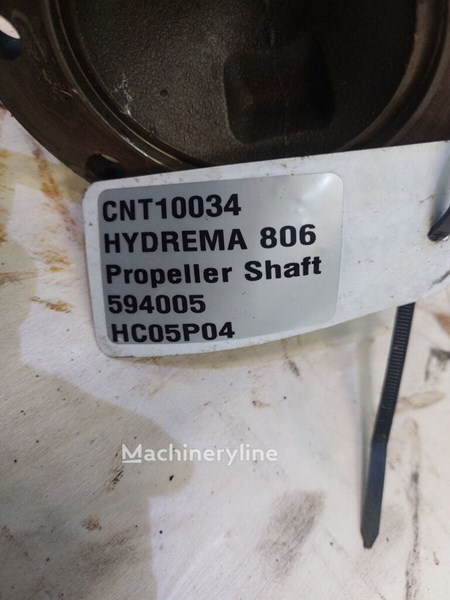 CNT10034
HYDREMA 806
Propeller Shaft
594005
HC05P04
Machineryline